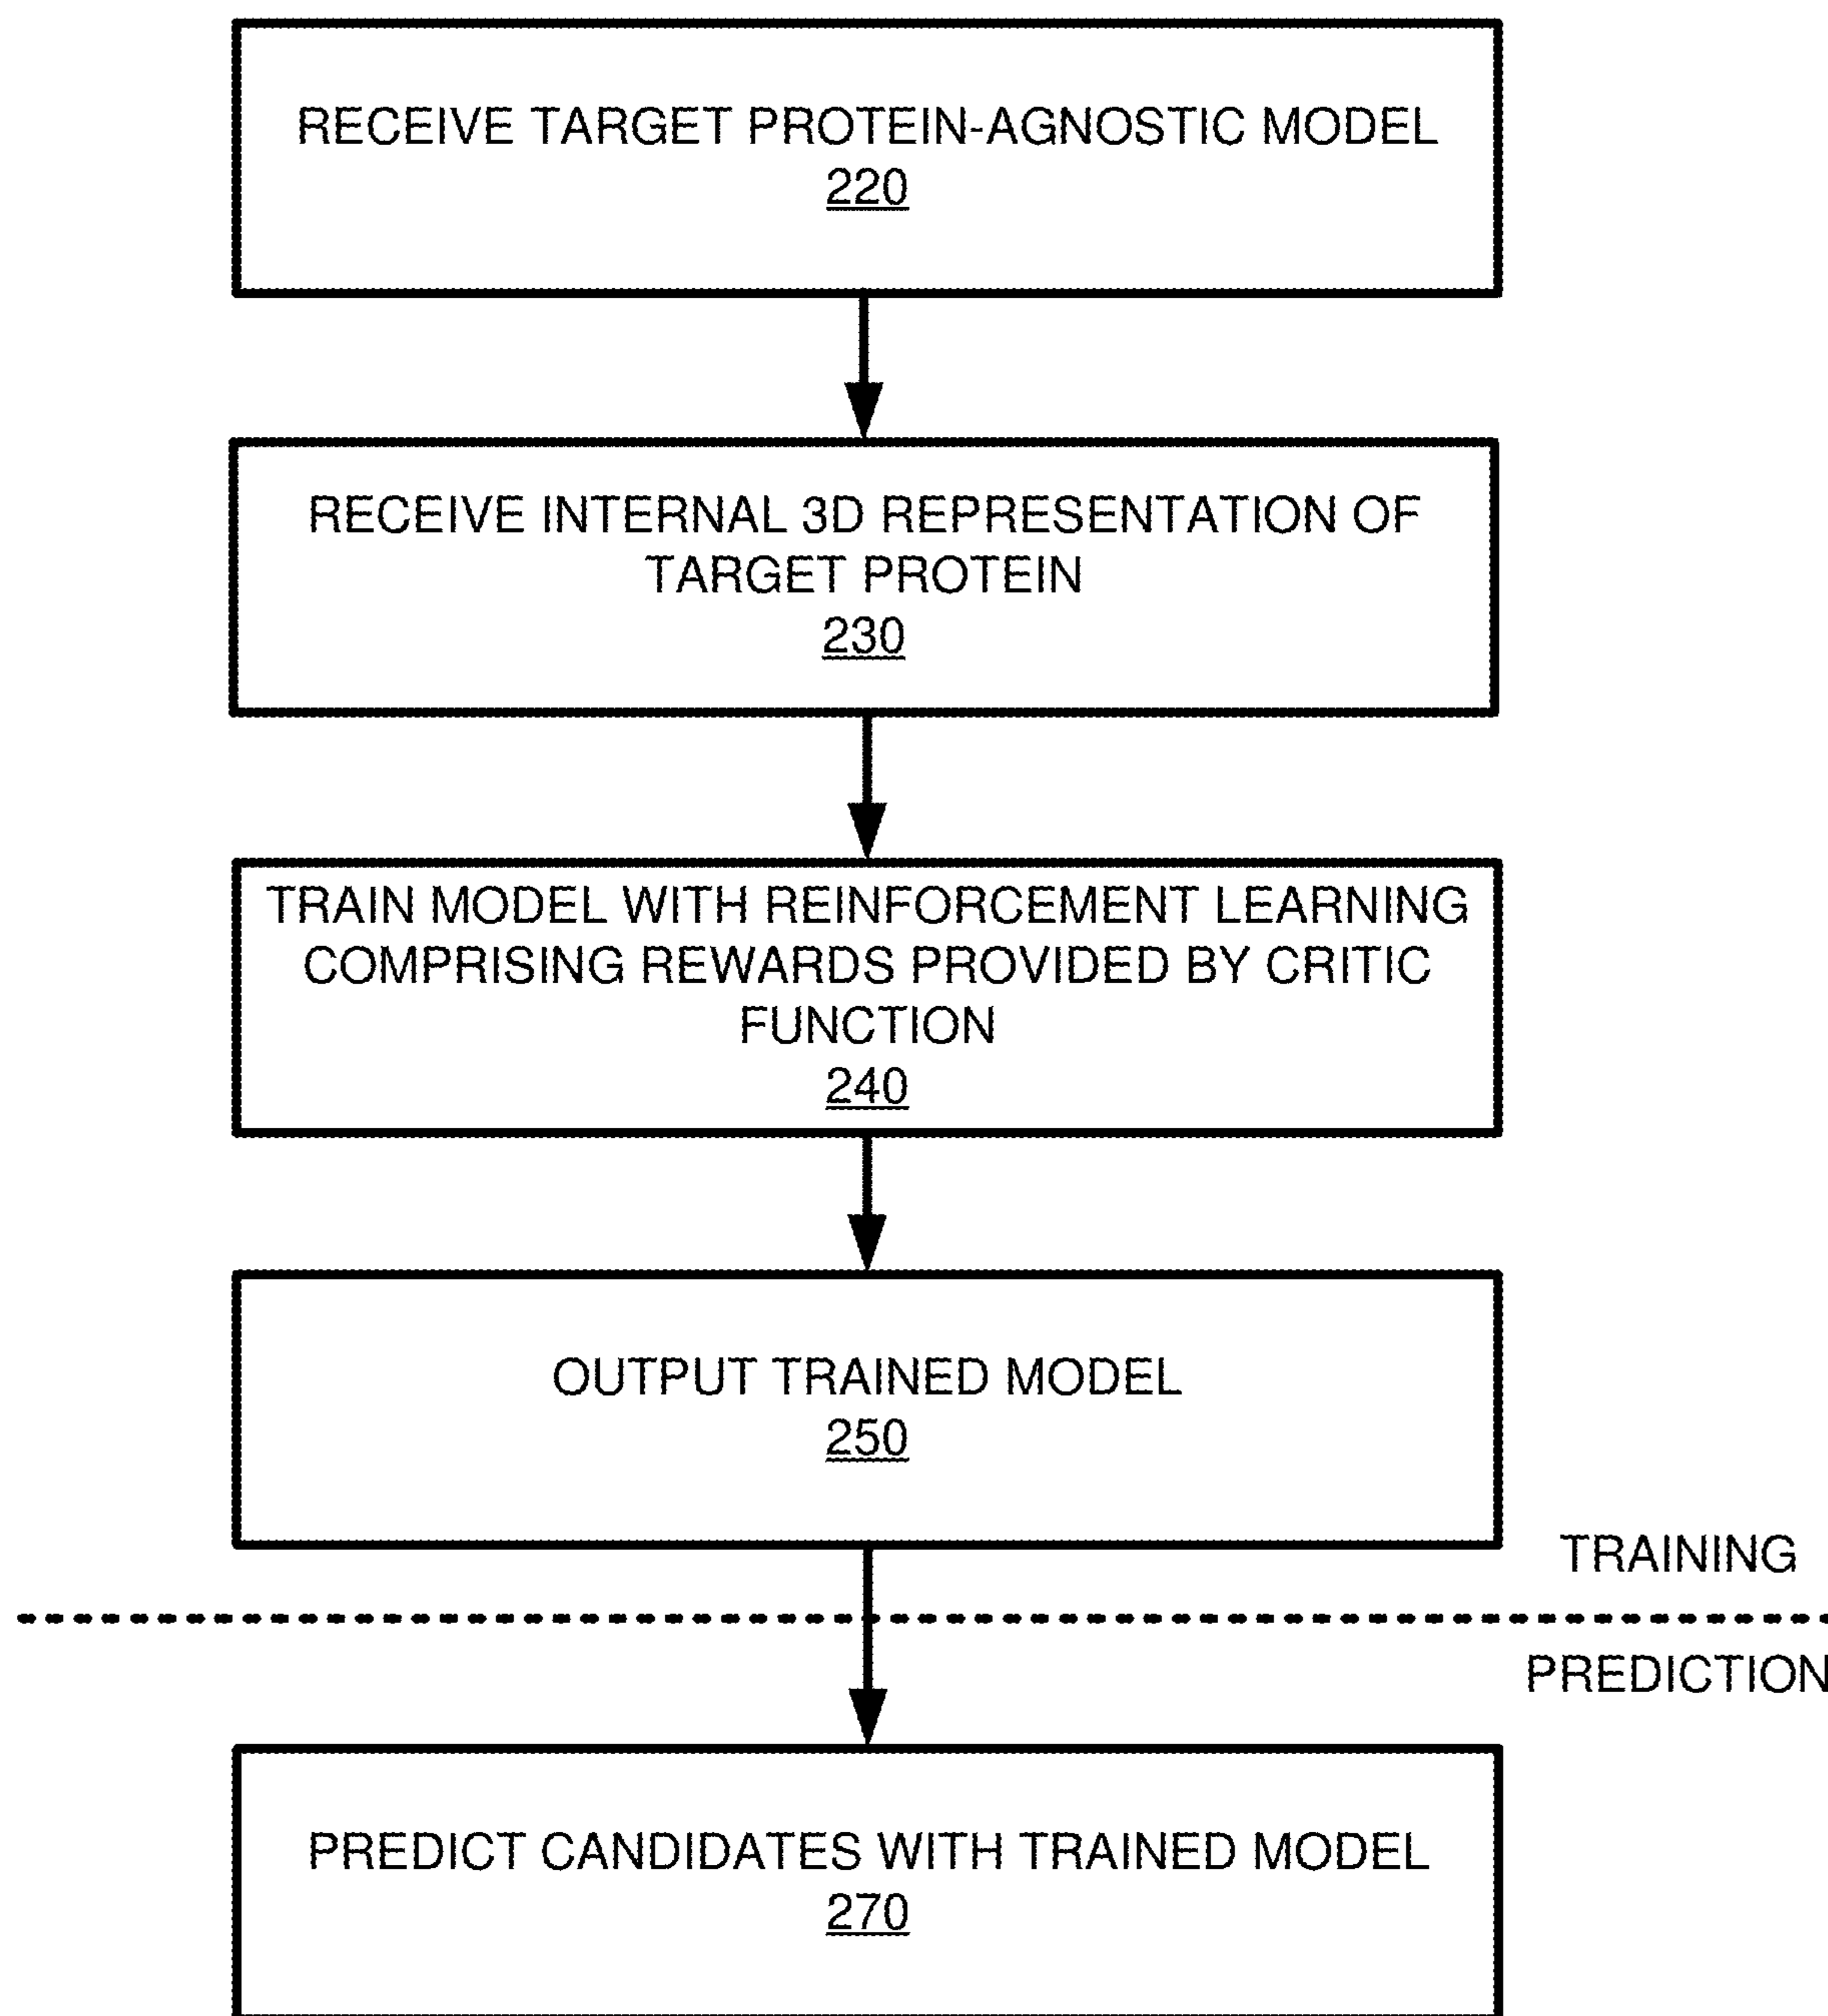 RECEIVE TARGET PROTEIN-AGNOSTIC MODEL
220
RECEIVE INTERNAL 3D REPRESENTATION OF
TARGET PROTEIN
230
TRAIN MODEL WITH REINFORCEMENT LEARNING
COMPRISING REWARDS PROVIDED BY CRITIC
FUNCTION
240
OUTPUT TRAINED MODEL
250
TRAINING
PREDICTION
PREDICT CANDIDATES WITH TRAINED MODEL
270